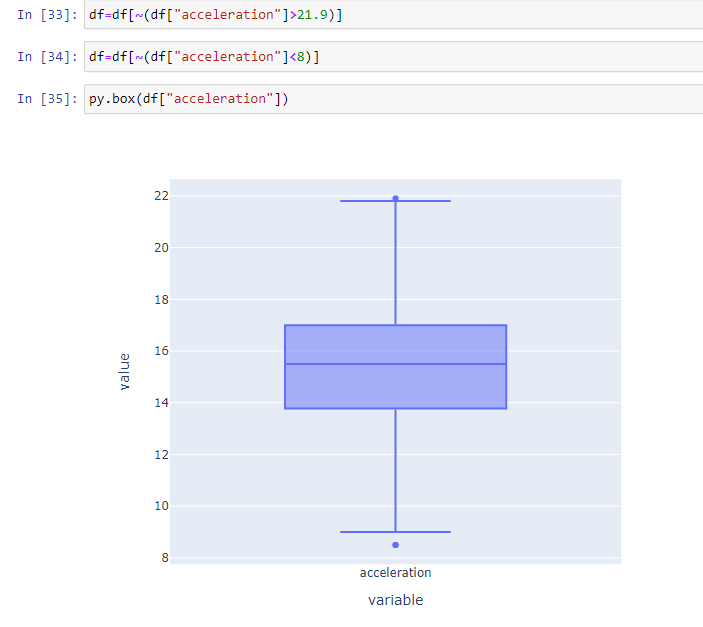 In [33]: df=df[~(df["acceleration"]>21.9)]
In [34]: df=df[~(df["acceleration"]<8)]
In [35]: py.box(df["acceleration"])
22
20
18
16
14
12
10
8
value
acceleration
variable